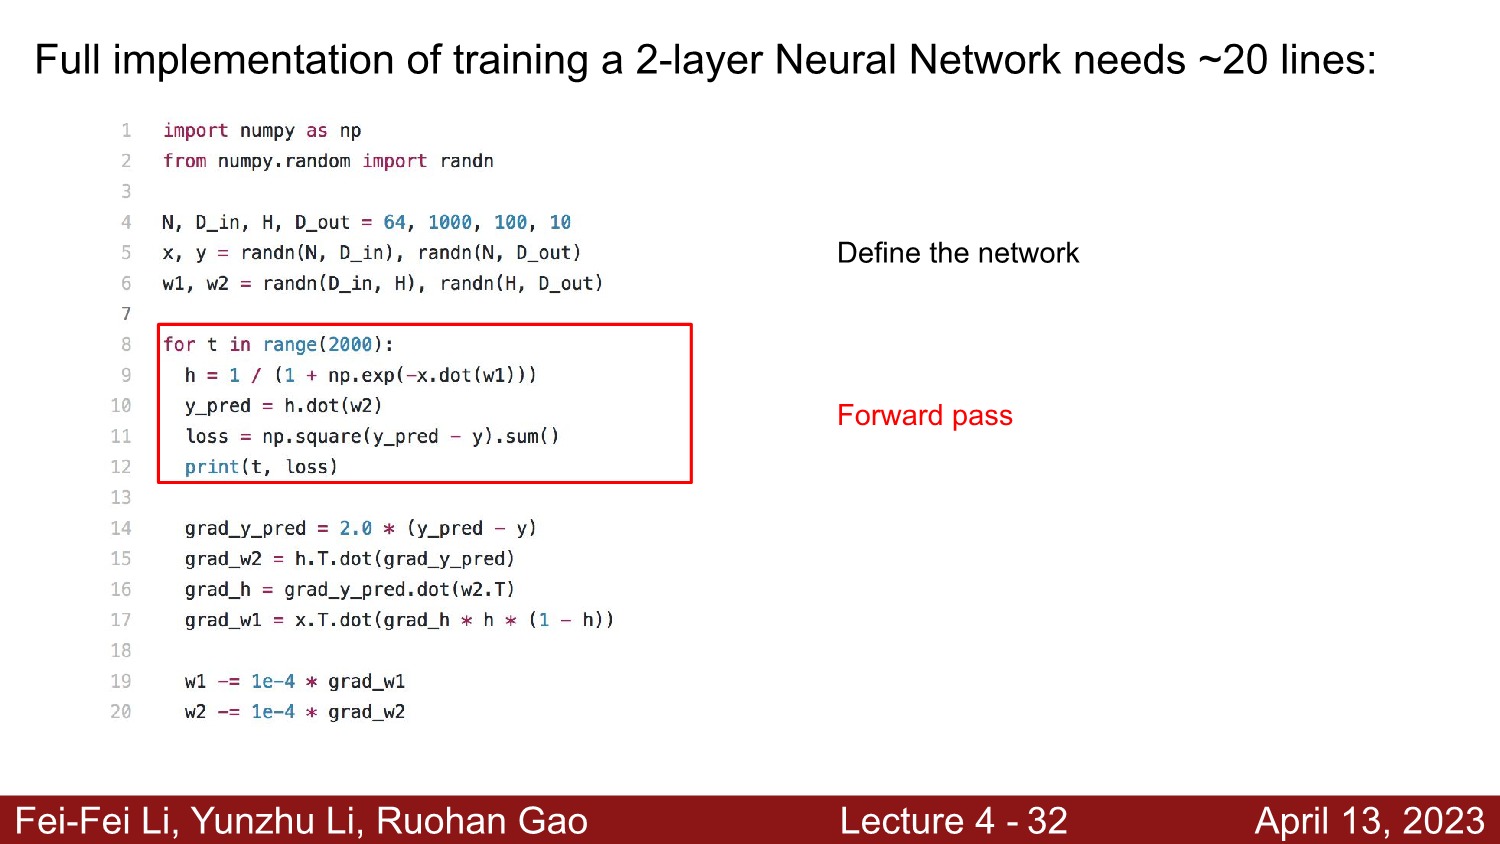 Full implementation of training a 2-layer Neural Network needs ~20 lines:
1 import numpy as np
2 from numpy.random import randn
3
4 N, D_in, H, D_out = 64, 1000, 100, 10
5 x, y = randn(N, D_in), randn(N, D_out)
6 w1, w2 = randn(D_in, H), randn(H, D_out)
7
8 for t in range(2000):
9   h = 1 / (1 + np.exp(-x.dot(w1)))
10   y_pred = h.dot(w2)
11   loss = np.square(y_pred - y).sum()
12   print(t, loss)
13
14   grad_y_pred = 2.0 * (y_pred - y)
15   grad_w2 = h.T.dot(grad_y_pred)
16   grad_h = grad_y_pred.dot(w2.T)
17   grad_w1 = x.T.dot(grad_h * h * (1 - h))
18
19   w1 -= 1e-4 * grad_w1
20   w2 -= 1e-4 * grad_w2
Define the network
Forward pass
Fei-Fei Li, Yunzhu Li, Ruohan Gao Lecture 4 - 32 April 13, 2023